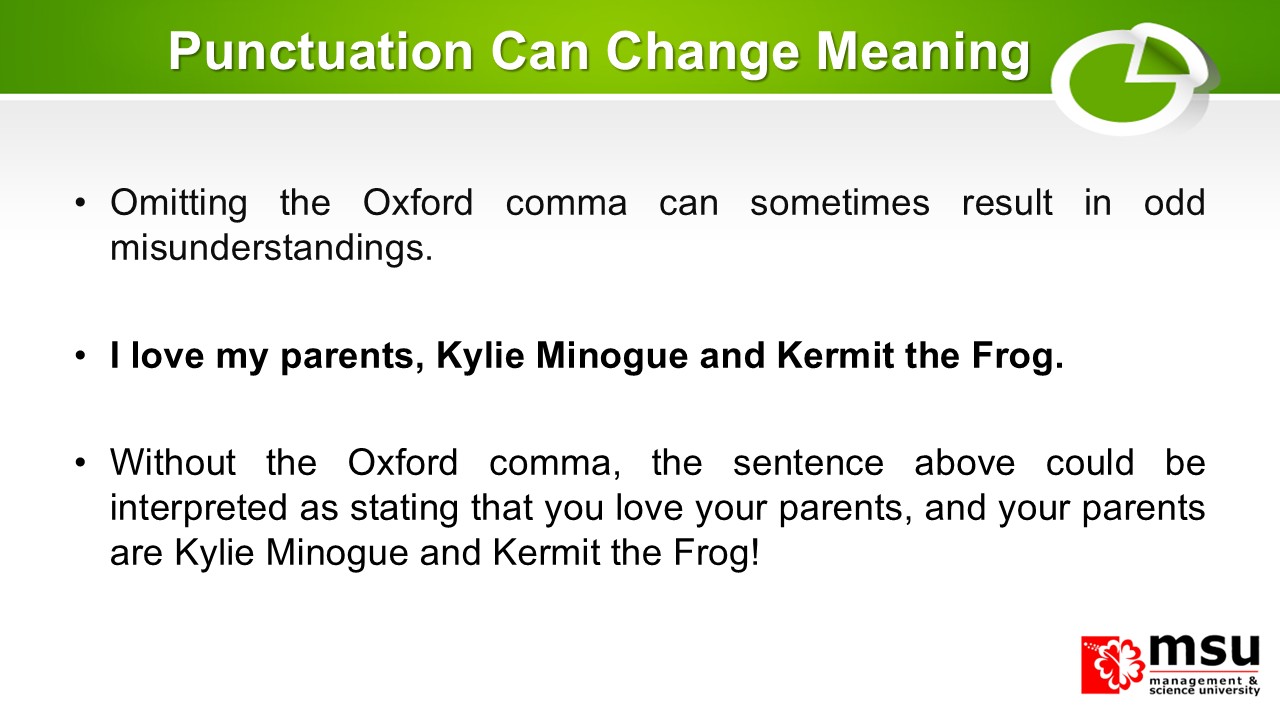 Punctuation Can Change Meaning
• Omitting the Oxford comma can sometimes result in odd
misunderstandings.
• I love my parents, Kylie Minogue and Kermit the Frog.
• Without the Oxford comma, the sentence above could be
interpreted as stating that you love your parents, and your parents
are Kylie Minogue and Kermit the Frog!
msu
management &
science university